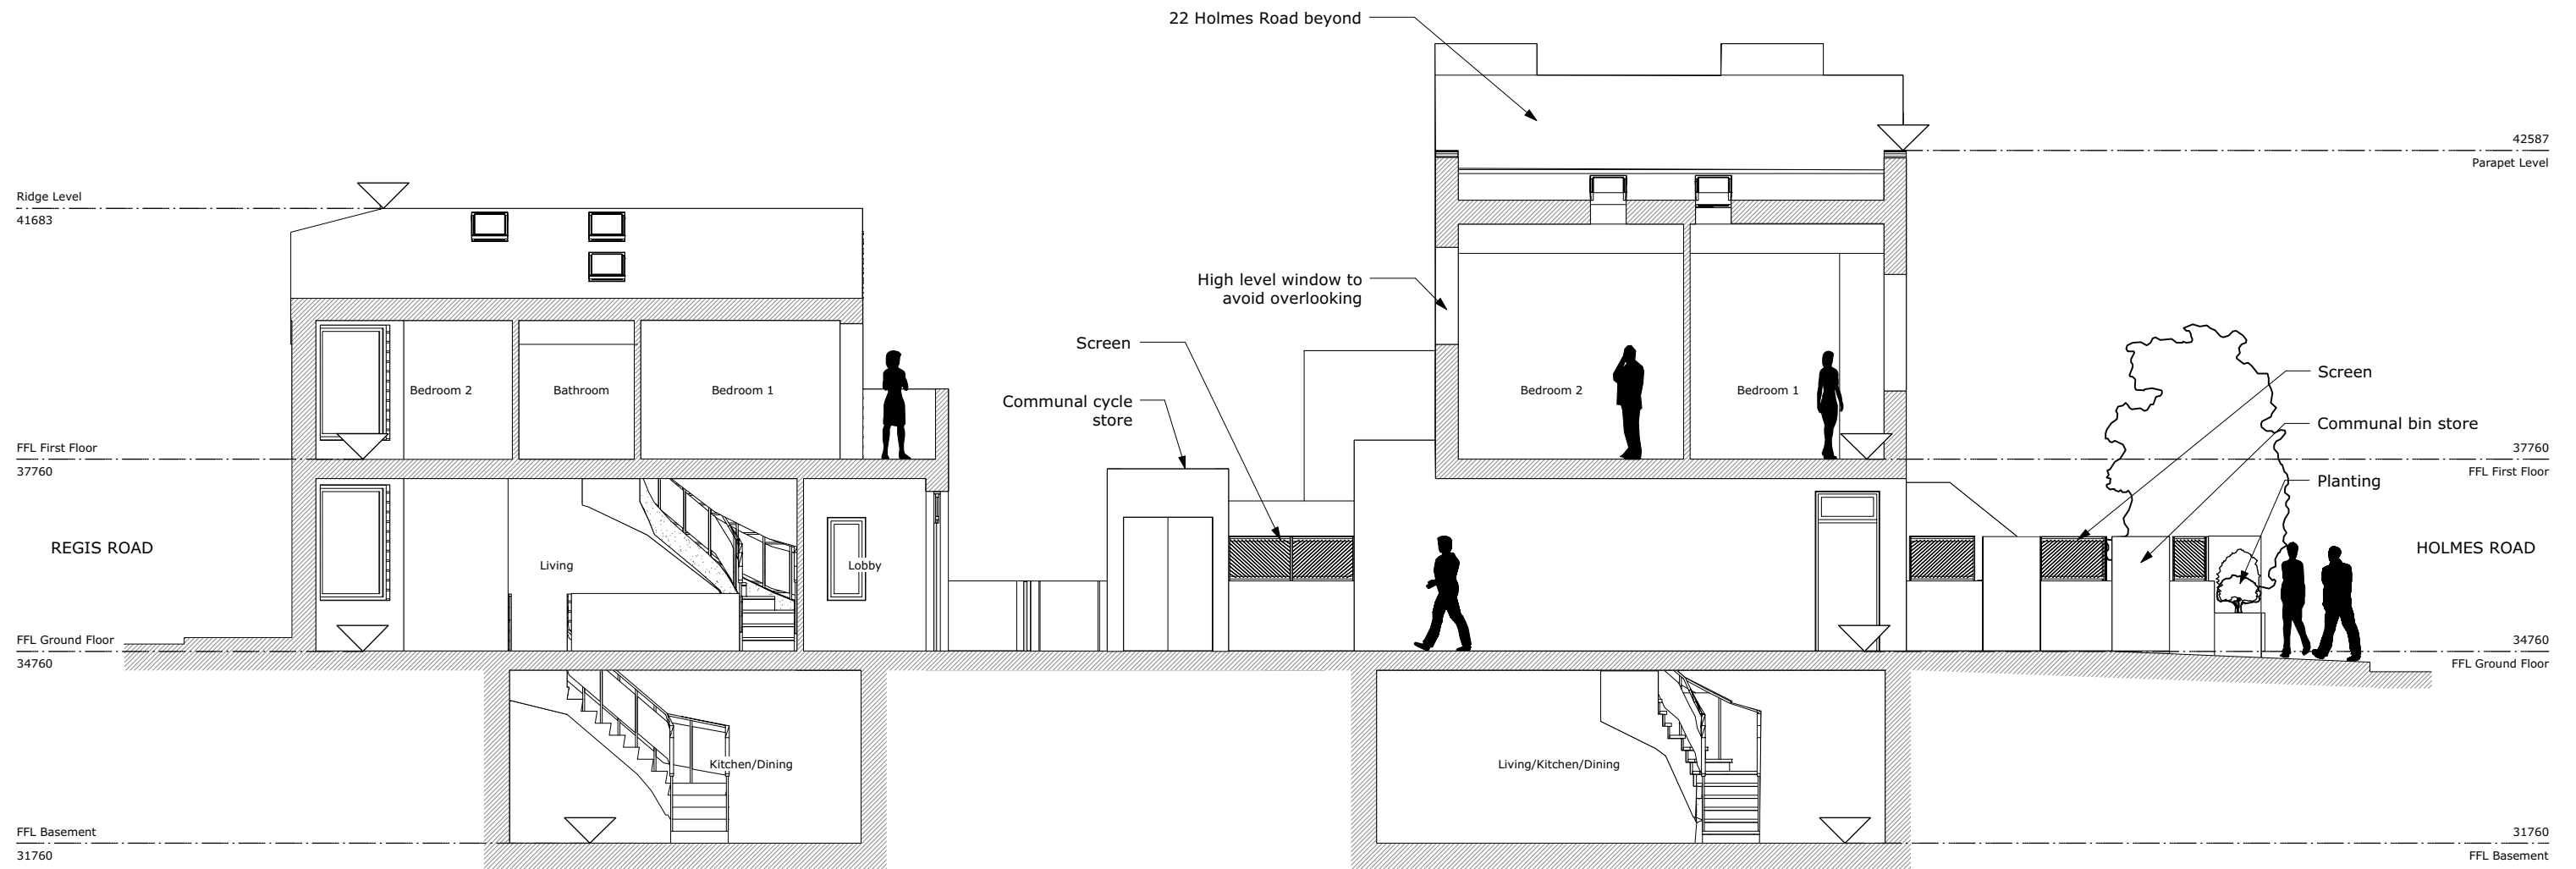 22 Holmes Road beyond
42587
Parapet Level
Ridge Level
41683
High level window to
avoid overlooking
Screen
Communal cycle
store
Screen
Communal bin store
Planting
Bedroom 2
Bathroom
Bedroom 1
Bedroom 2
Bedroom 1
FFL First Floor
37760
37760
FFL First Floor
REGIS ROAD
Living
Lobby
HOLMES ROAD
FFL Ground Floor
34760
34760
FFL Ground Floor
Kitchen/Dining
Living/Kitchen/Dining
FFL Basement
31760
31760
FFL Basement